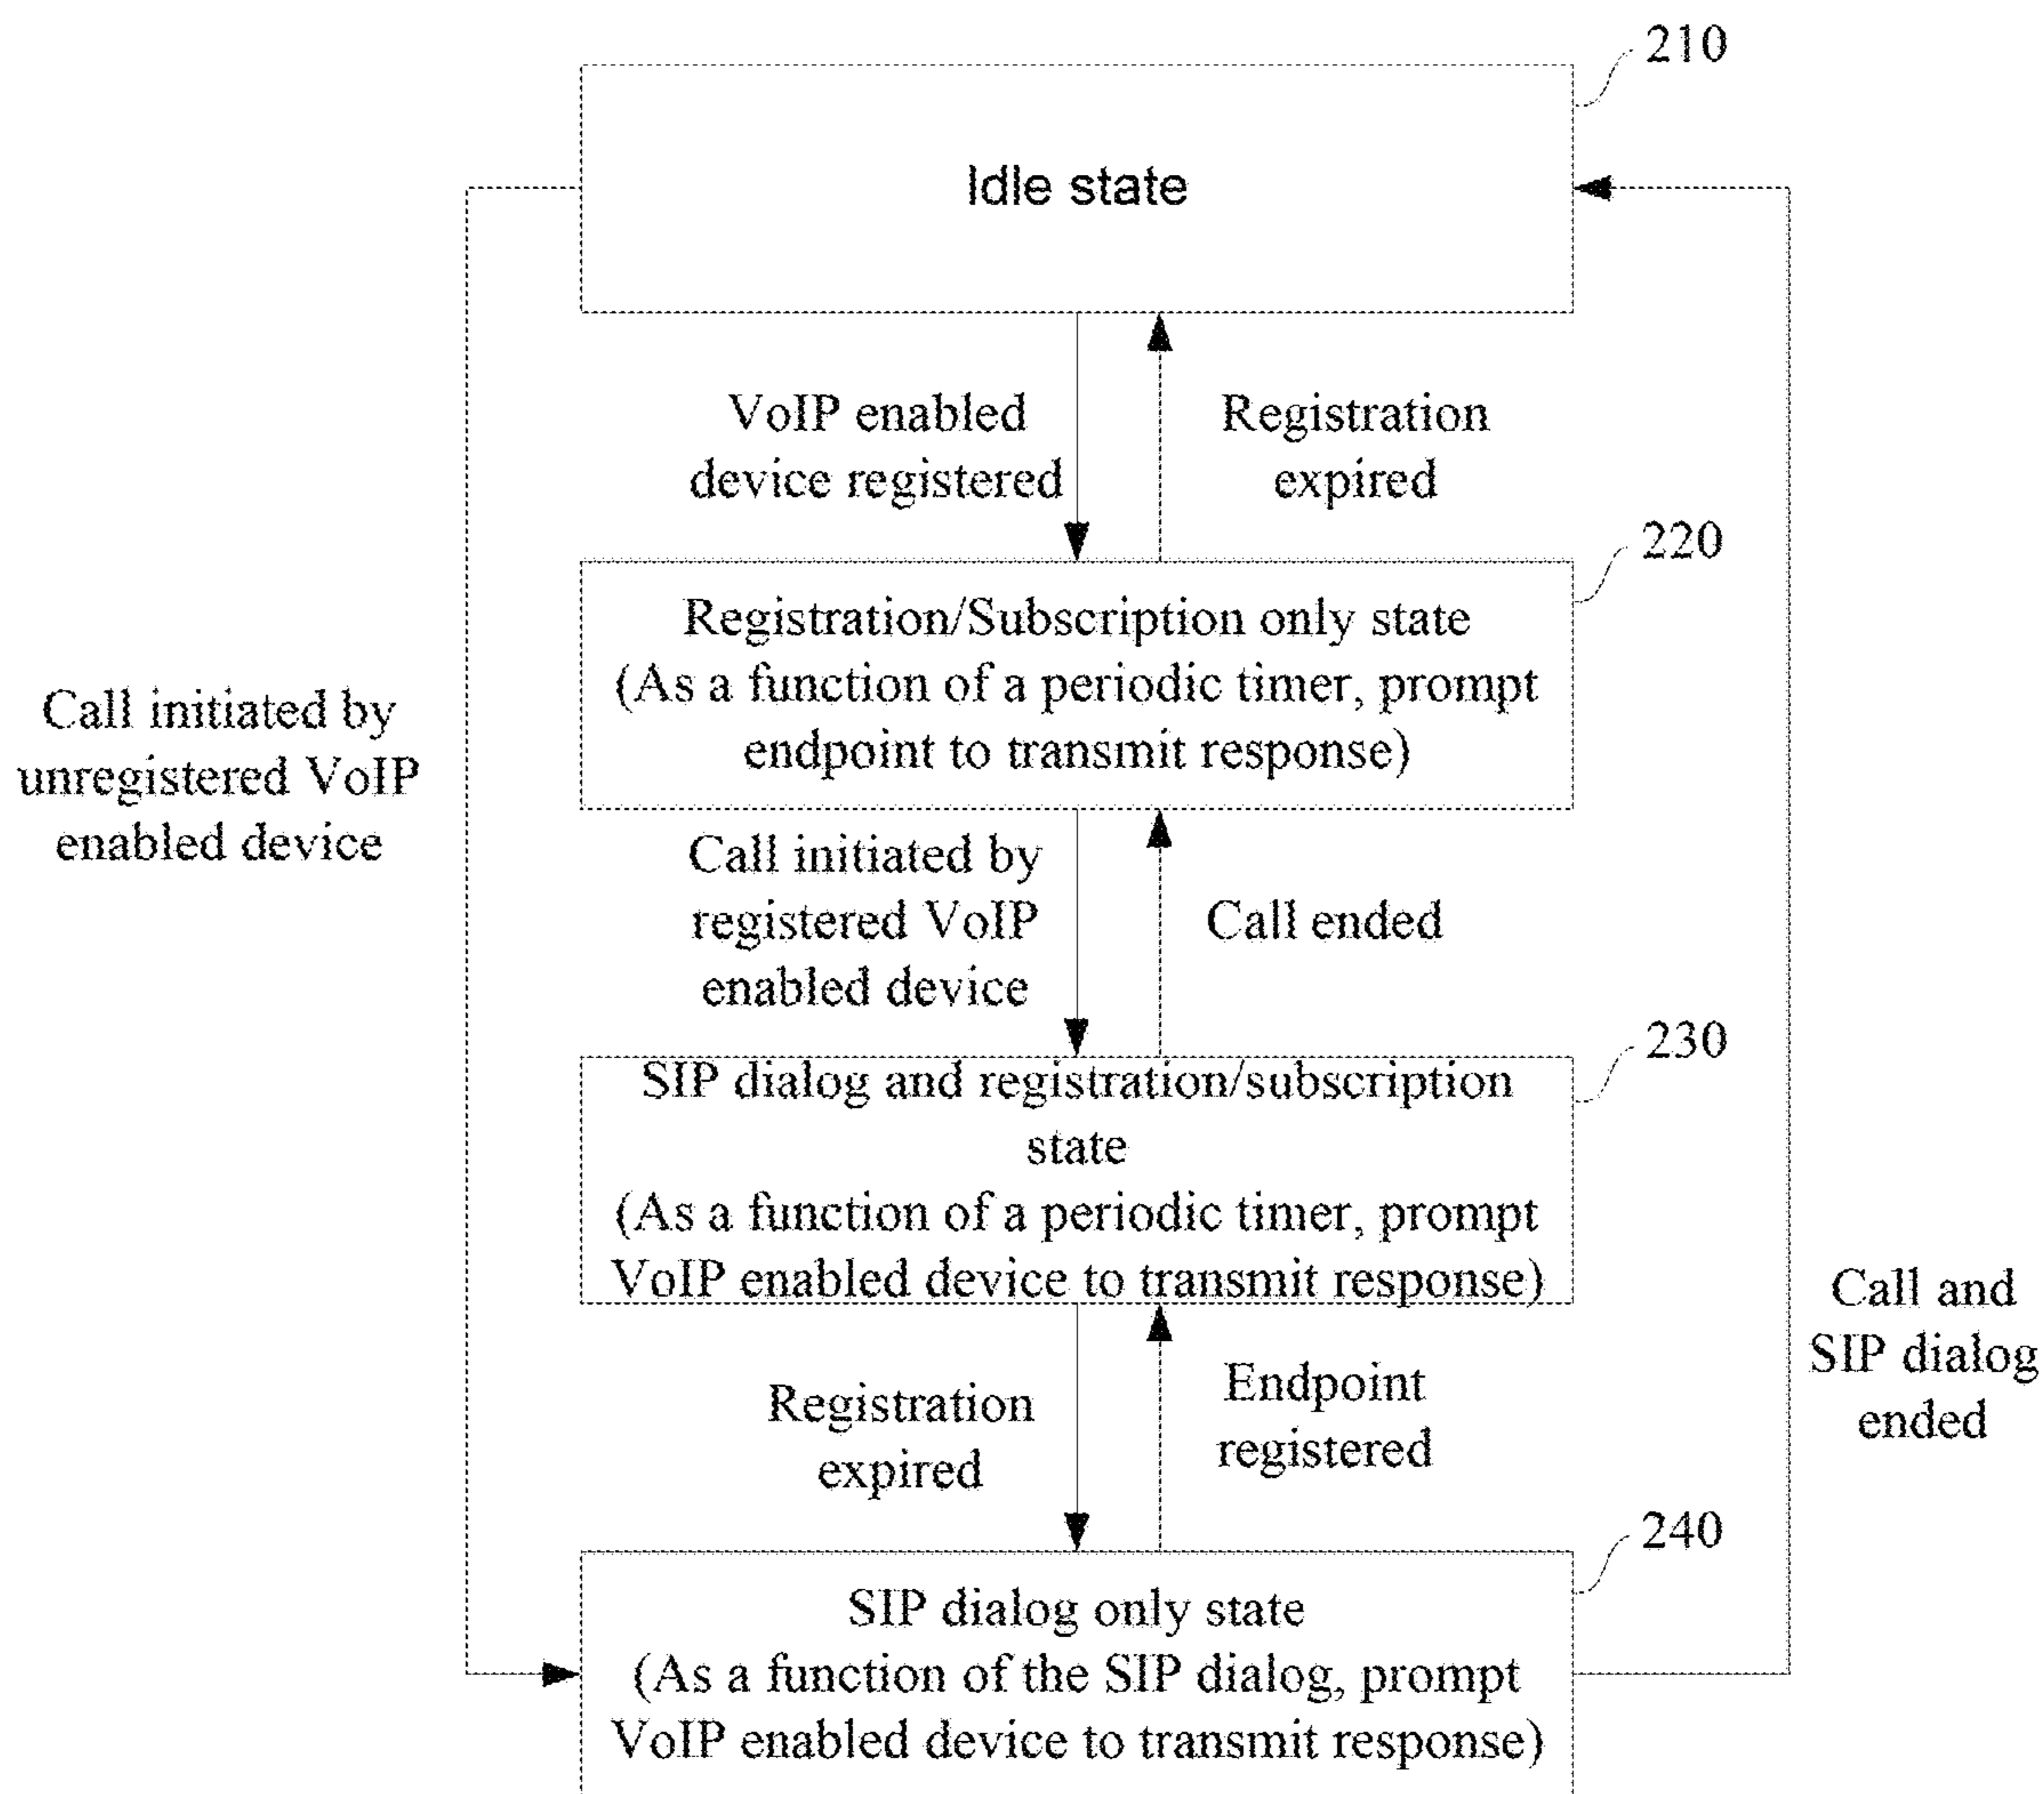 210
Idle state
VoIP enabled
device registered
Registration
expired
220
Registration/Subscription only state
(As a function of a periodic timer, prompt
endpoint to transmit response)
Call initiated by
unregistered VoIP
enabled device
Call initiated by
registered VoIP
enabled device
Call ended
230
SIP dialog and registration/subscription
state
(As a function of a periodic timer, prompt
VoIP enabled device to transmit response)
Call and
SIP dialog
ended
Registration
expired
Endpoint
registered
240
SIP dialog only state
(As a function of the SIP dialog, prompt
VoIP enabled device to transmit response)